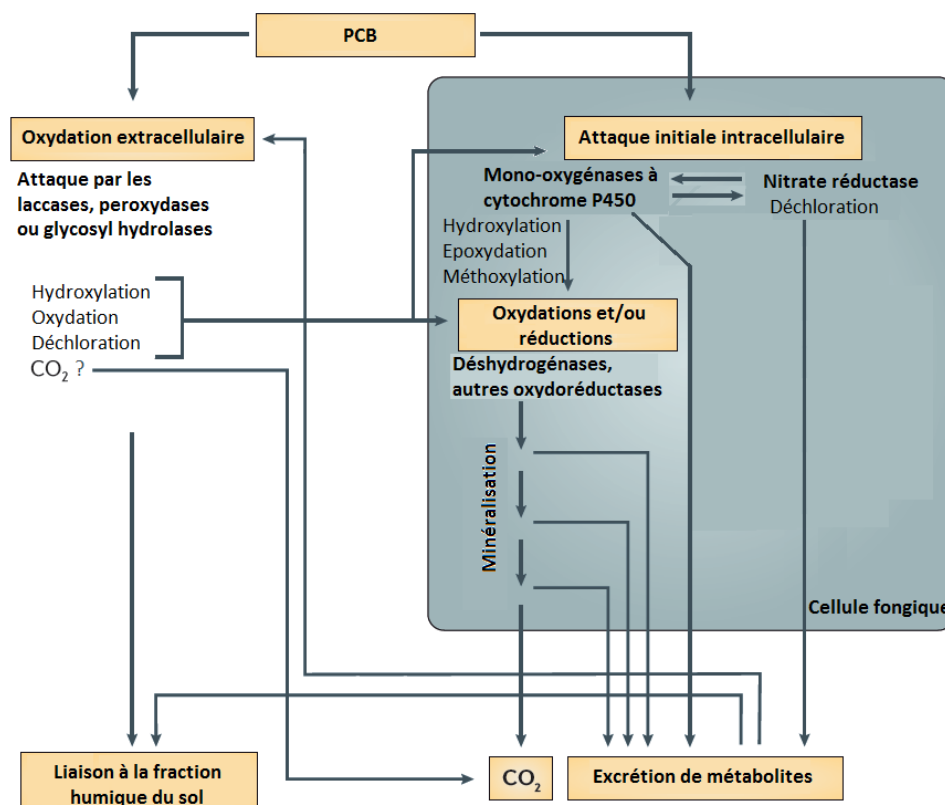 PCB
Oxydation extracellulaire
Attaque par les
laccases, peroxydases
ou glycosyl hydrolases
Hydroxylation
Oxydation
Déchloration
CO₂ ?
Attaque initiale intracellulaire
Mono-oxygénases à
cytochrome P450
Nitrate réductase
Déchloration
Hydroxylation
Epoxydation
Méthoxylation
Oxydations et/ou
réductions
Déshydrogénases,
autres oxydoréductases
Minéralisation
Cellule fongique
Liaison à la fraction
humique du sol
CO₂
Excrétion de métabolites